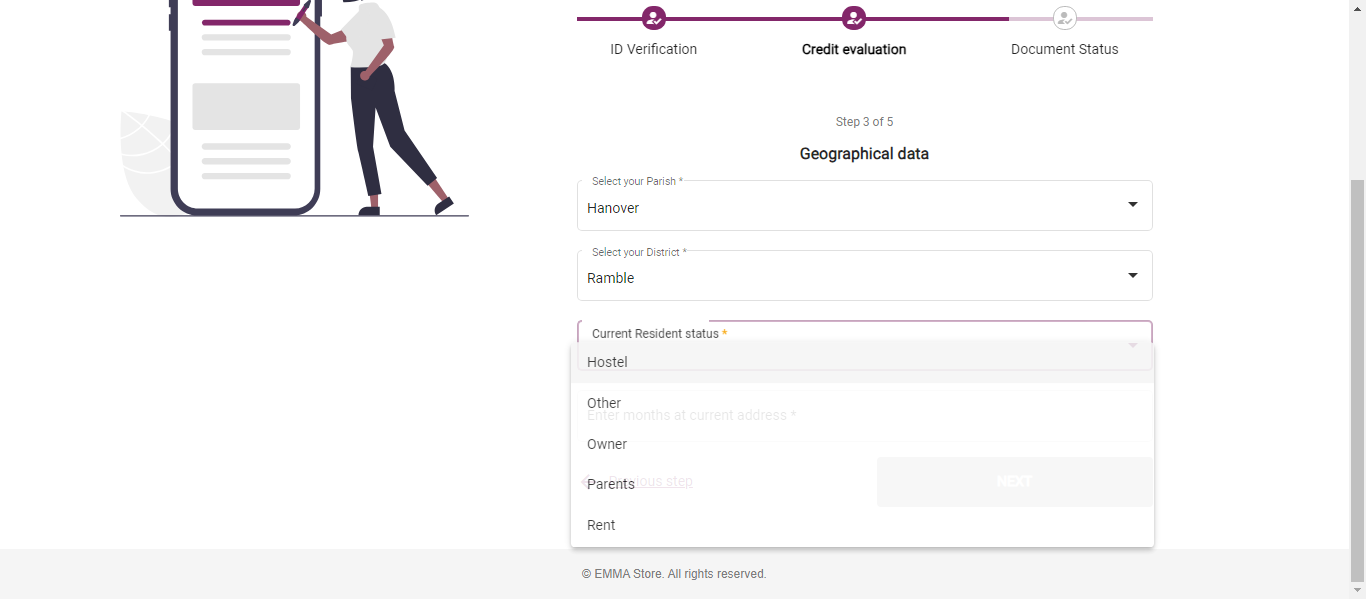 ID Verification
Credit evaluation
Document Status
Step 3 of 5
Geographical data
Select your Parish *
Hanover
Select your District *
Ramble
Current Resident status *
Hostel
Other
Enter months at current address *
Owner
Previous step
NEXT
Parents
Rent
© EMMA Store. All rights reserved.